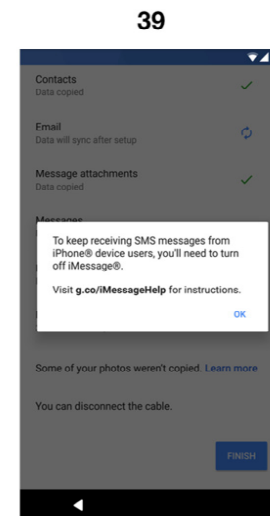 39
Contacts
Data copied
Email
Data will sync after setup
Message attachments
Data copied
Messages
To keep receiving SMS messages from
iPhone® device users, you'll need to turn
off iMessage®.
Visit g.co/iMessageHelp for instructions.
OK
Some of your photos weren't copied. Learn more
You can disconnect the cable.
FINISH